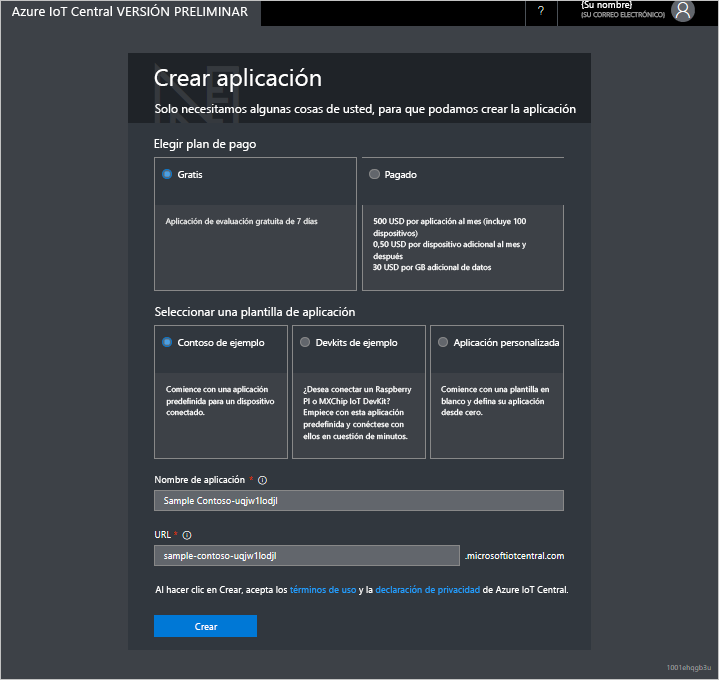 Azure IoT Central VERSIÓN PRELIMINAR
?
{Su nombre}
{SU CORREO ELECTRÓNICO}
Crear aplicación
Solo necesitamos algunas cosas de usted, para que podamos crear la aplicación
Elegir plan de pago
Gratis
Aplicación de evaluación gratuita de 7 días
Pagado
500 USD por aplicación al mes (incluye 100
dispositivos)
0,50 USD por dispositivo adicional al mes y
después
30 USD por GB adicional de datos
Seleccionar una plantilla de aplicación
Contoso de ejemplo
Comience con una aplicación
predefinida para un dispositivo
conectado.
Devkits de ejemplo
¿Desea conectar un Raspberry
PI o MXChip IoT DevKit?
Empiece con esta aplicación
predefinida y conéctese con
ellos en cuestión de minutos.
Aplicación personalizada
Comience con una plantilla en
blanco y defina su aplicación
desde cero.
Nombre de aplicación *
Sample Contoso-uqjw1lodjl
URL *
sample-contoso-uqjw1lodjl
.microsoftiotcentral.com
Al hacer clic en Crear, acepta los términos de uso y la declaración de privacidad de Azure IoT Central.
Crear
1001ehqgb3u